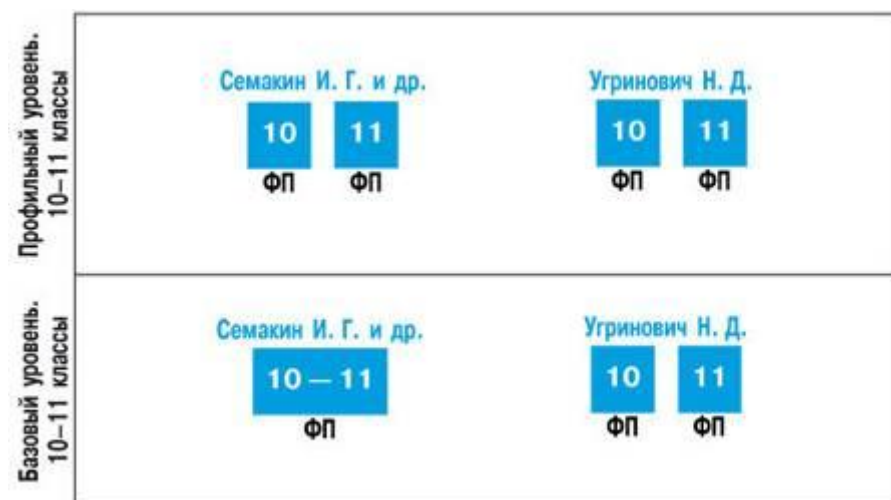 Профильный уровень.
10–11 классы
Семакин И. Г. и др.
10 11
ФП ФП
Угринович Н. Д.
10 11
ФП ФП
Базовый уровень.
10–11 классы
Семакин И. Г. и др.
10 — 11
ФП
Угринович Н. Д.
10 11
ФП ФП